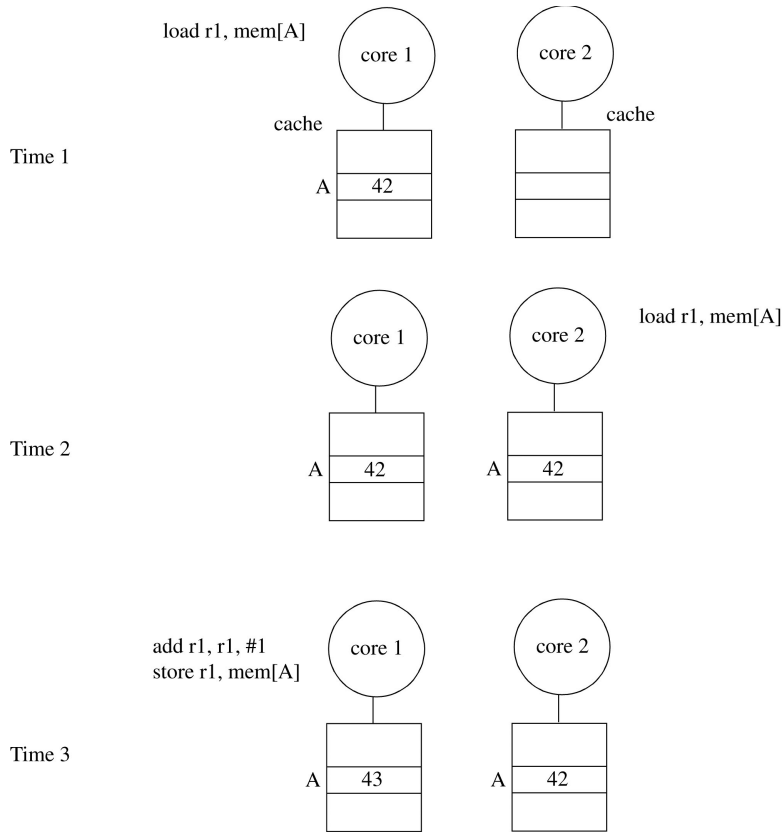 load r1, mem[A]
core 1
core 2
cache
cache
Time 1
A
42
core 1
core 2
load r1, mem[A]
Time 2
A
42
A
42
add r1, r1, #1
store r1, mem[A]
core 1
core 2
Time 3
A
43
A
42